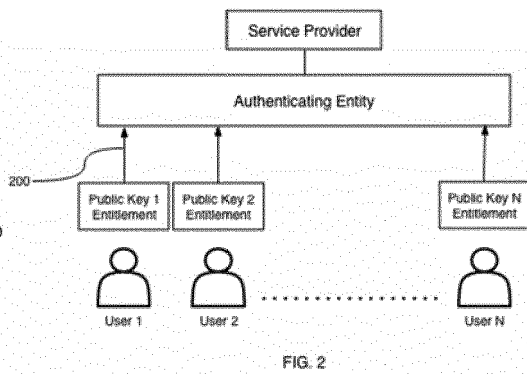 Service Provider
Authenticating Entity
200
Public Key 1
Entitlement
Public Key 2
Entitlement
Public Key N
Entitlement
User 1
User 2
User N
FIG. 2